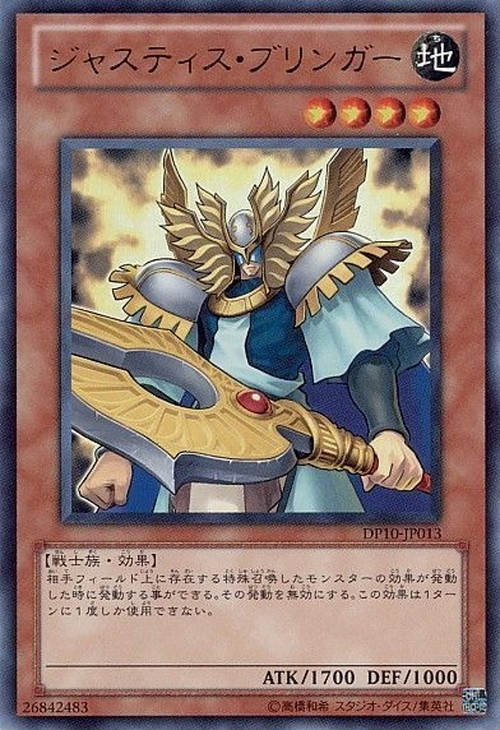 ジャスティス・ブリンガー
地
DP10-JP013
【戦士族・効果】
相手フィールド上に存在する特殊召喚したモンスターの効果が発動
した時に発動する事ができる。その発動を無効にする。この効果は1ター
ンに1度しか使用できない。
ATK/1700 DEF/1000
26842483
©高橋和希 スタジオ・ダイス/集英社